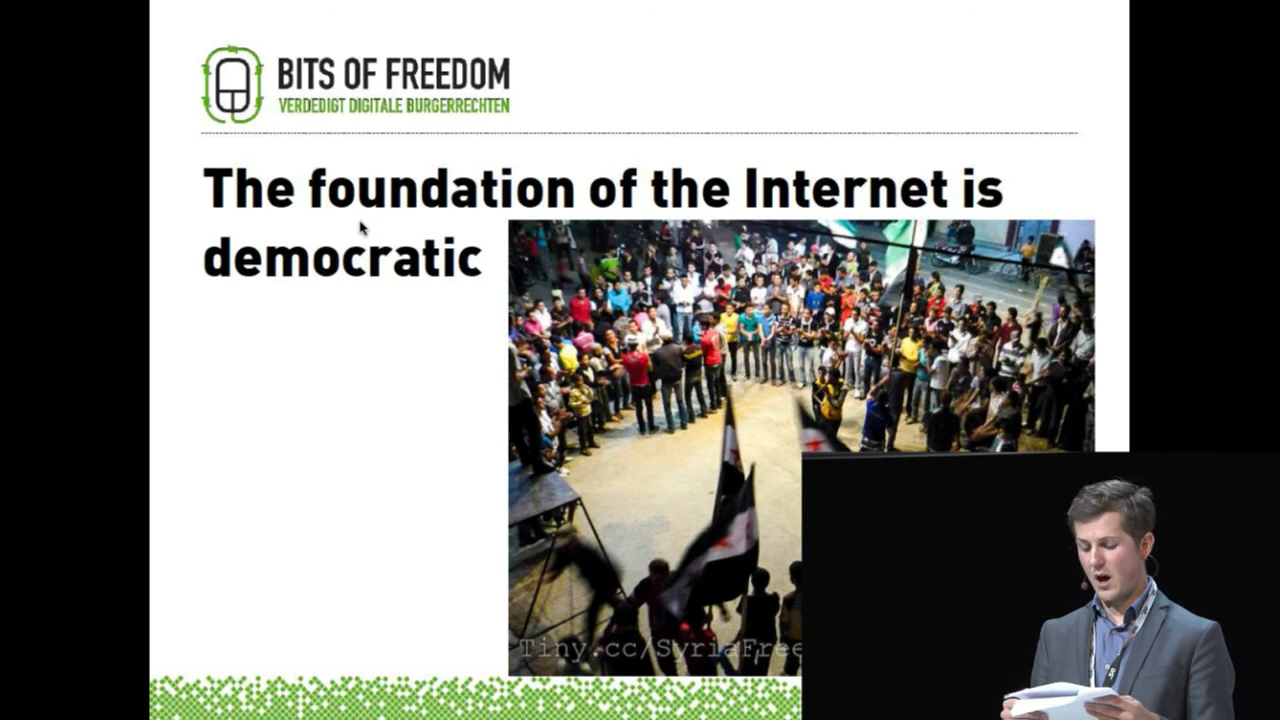 BITS OF FREEDOM
VERDEDIGT DIGITALE BURGERRECHTEN
The foundation of the Internet is
democratic
Tiny.cc/SyriaFree